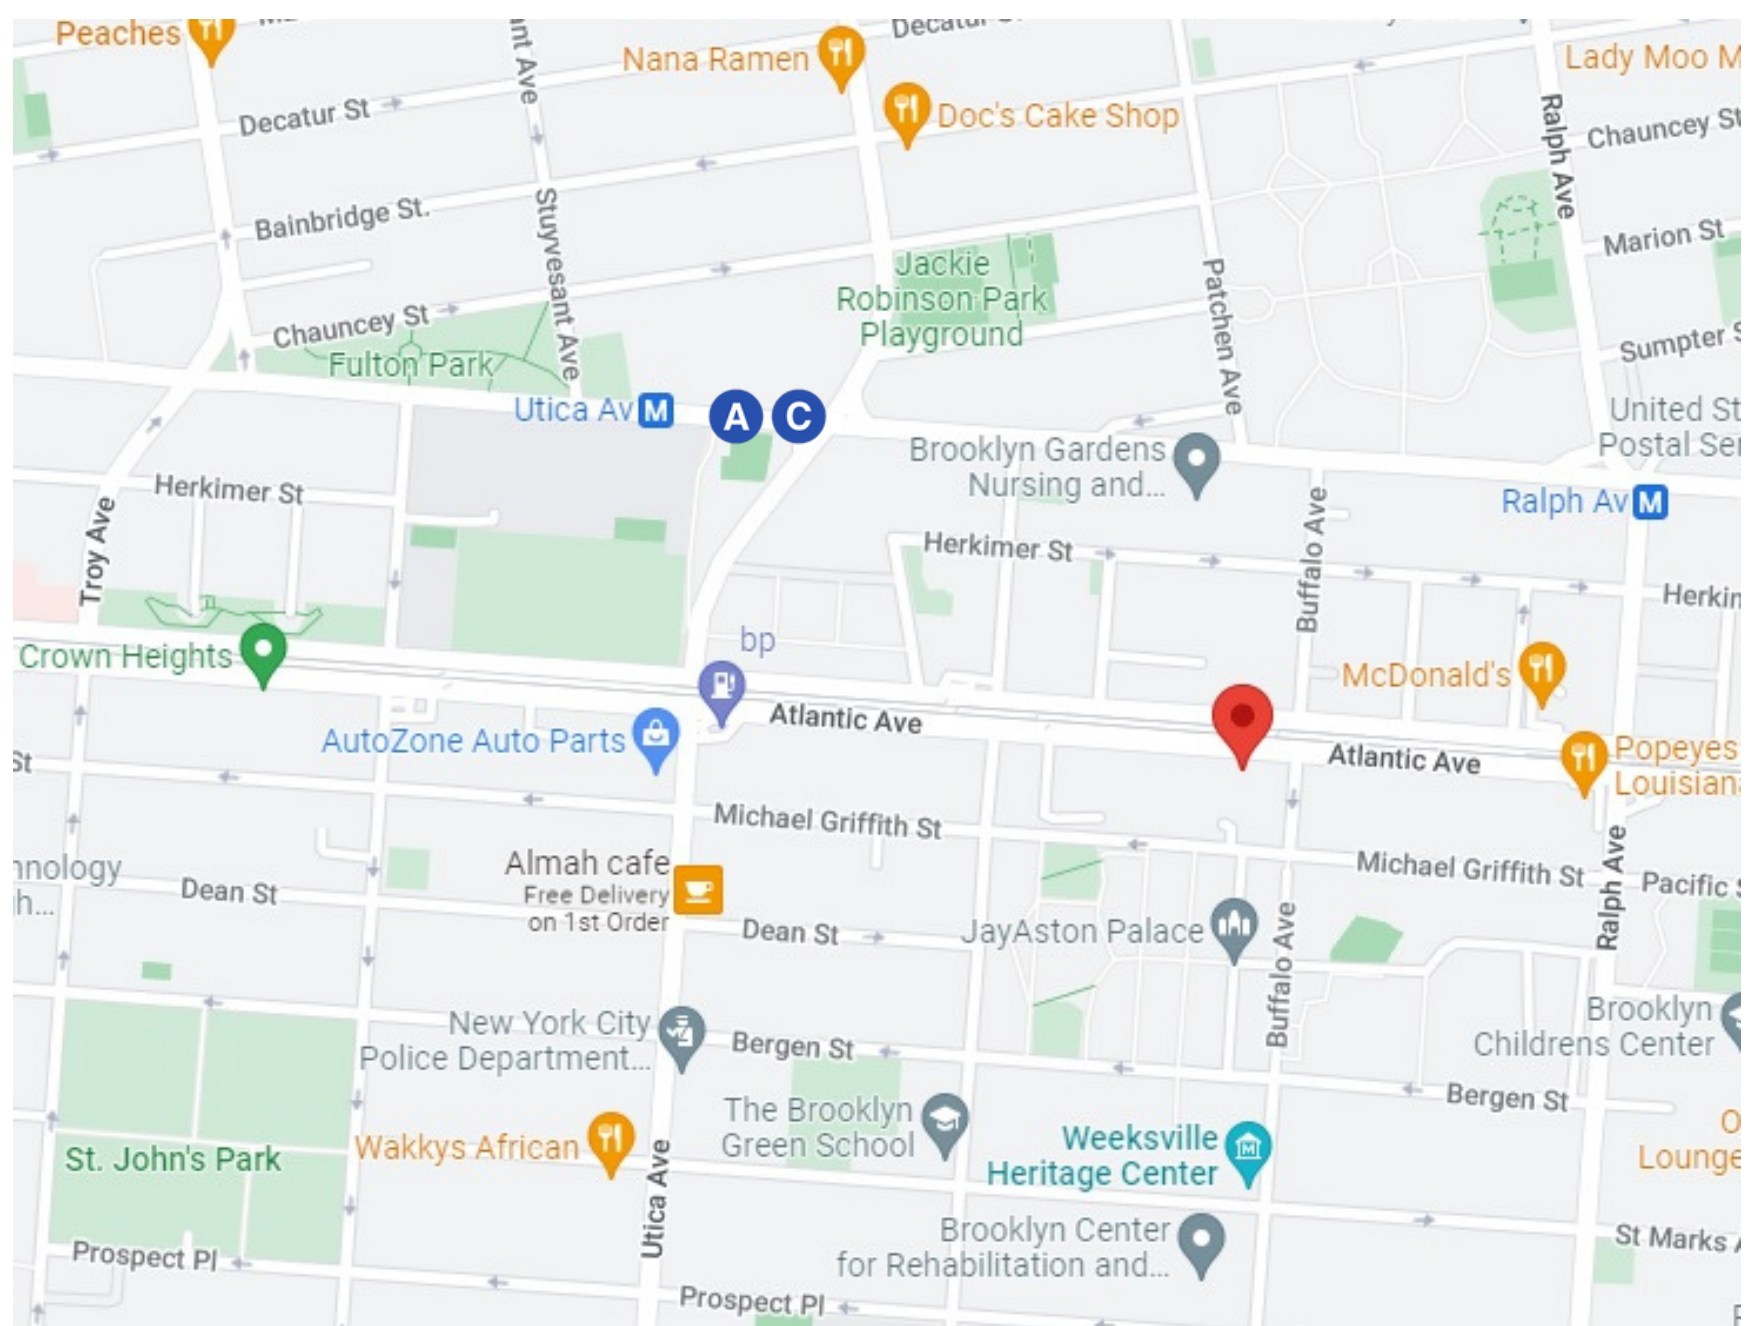 Peaches
Decatur St
Nana Ramen
Doc's Cake Shop
Lady Moo
Decatur St
Ralph Ave
Chauncey St
Bainbridge St.
Stuyvesant Ave
Marion St
Jackie
Robinson Park
Playground
Patchen Ave
Chauncey St
Fulton Park
Sumpter
Utica Av M
A C
Brooklyn Gardens
Nursing and...
United
Postal
Ralph Av M
Herkimer St
Troy Ave
Herkimer St
Buffalo Ave
Crown Heights
bp
McDonald's
AutoZone Auto Parts
Atlantic Ave
Atlantic Ave
Popeyes
St
Michael Griffith St
Michael Griffith St
Pacific
Ralph Ave
Almah cafe
Free Delivery
on 1st Order
Dean St
Dean St
JayAston Palace
Buffalo Ave
New York City
Police Department...
Bergen St
Brooklyn
Childrens Center
Bergen St
The Brooklyn
Green School
Wakkys African
St. John's Park
Utica Ave
Weeksville
Heritage Center
Lounge
Brooklyn Center
for Rehabilitation and...
St Marks
Prospect Pl
Prospect Pl